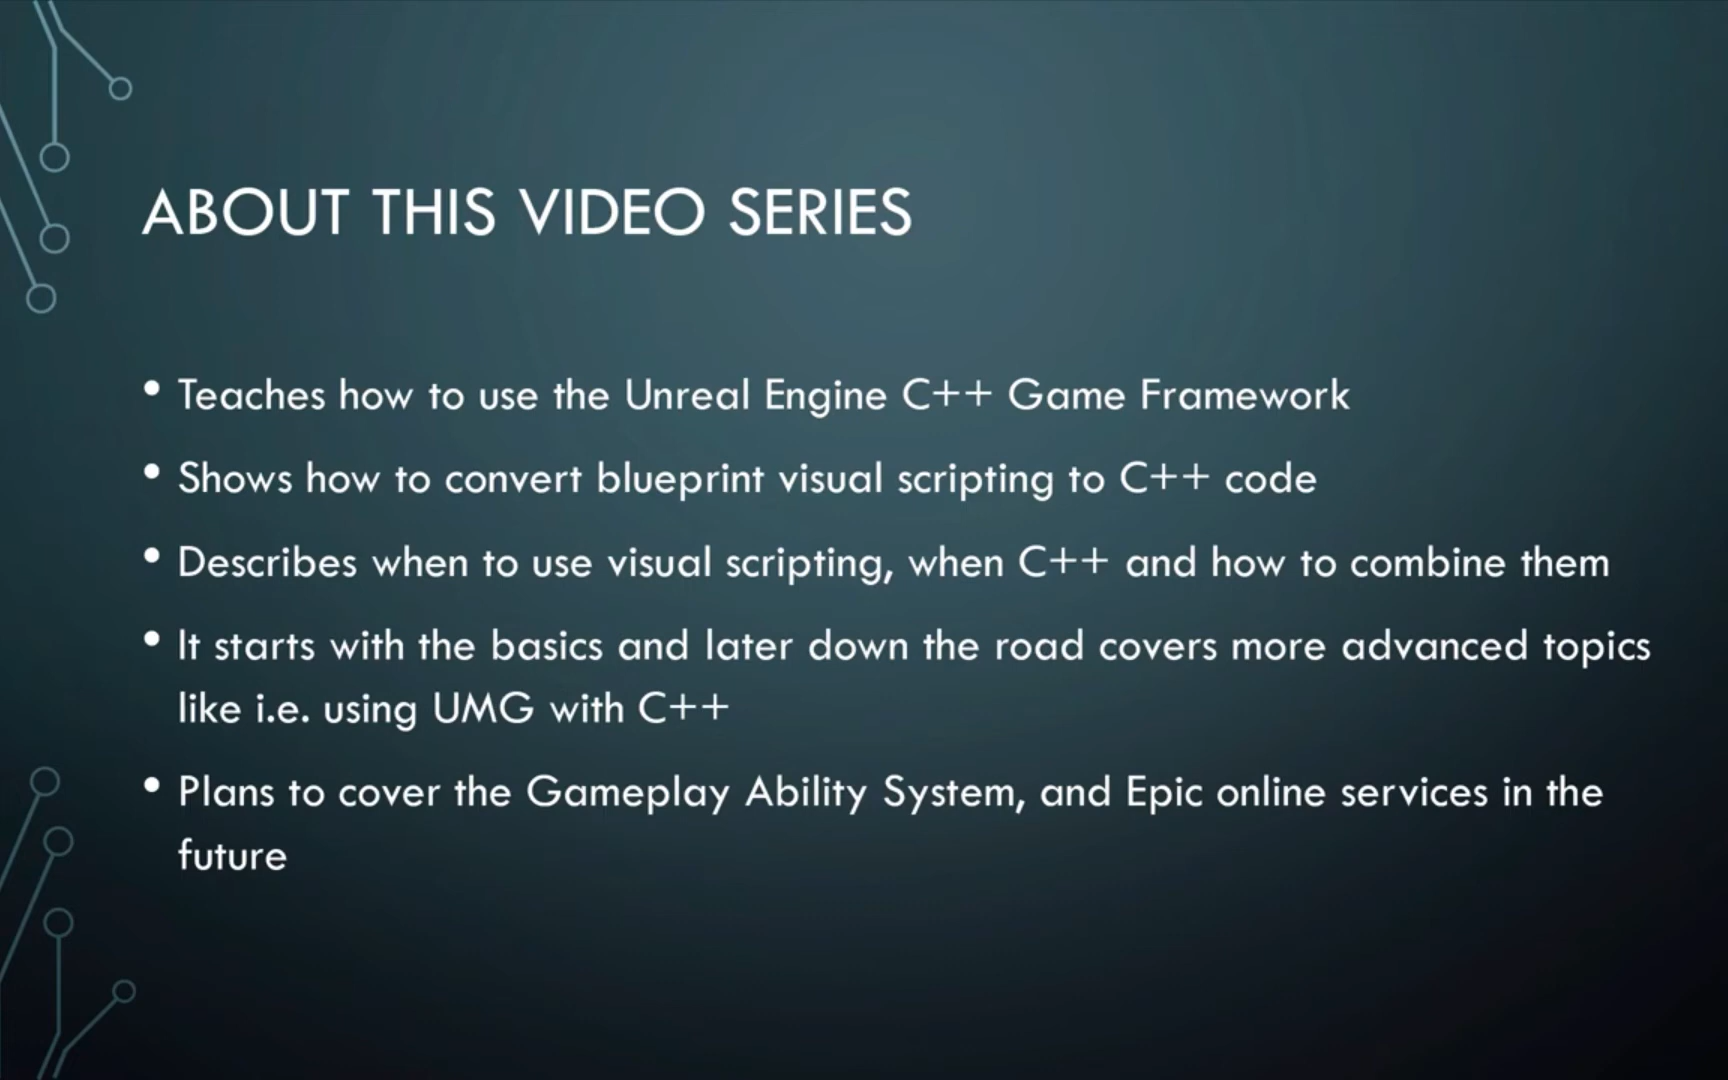 ABOUT THIS VIDEO SERIES
• Teaches how to use the Unreal Engine C++ Game Framework
• Shows how to convert blueprint visual scripting to C++ code
• Describes when to use visual scripting, when C++ and how to combine them
• It starts with the basics and later down the road covers more advanced topics
like i.e. using UMG with C++
• Plans to cover the Gameplay Ability System, and Epic online services in the
future